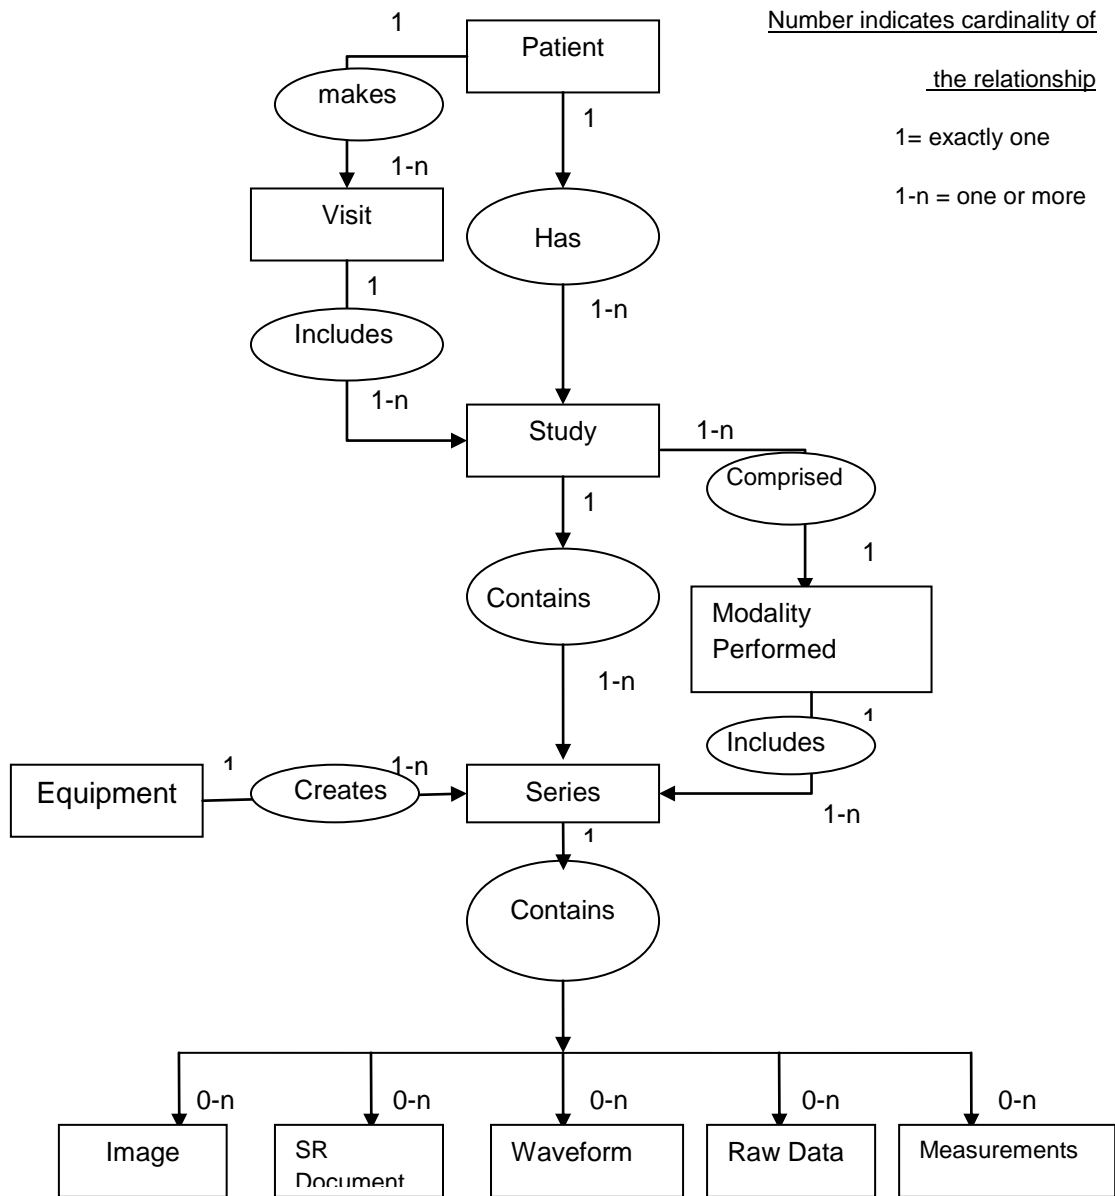 Number indicates cardinality of
the relationship
1= exactly one
1-n = one or more
1
Patient
makes
1
1-n
Visit
Has
1
Includes
1-n
1-n
Study
1-n
Comprised
1
1
Contains
Modality
Performed
1-n
1
Includes
Equipment
1
Creates
1-n
Series
1-n
1
Contains
0-n
0-n
0-n
0-n
0-n
Image
SR
Document
Waveform
Raw Data
Measurements